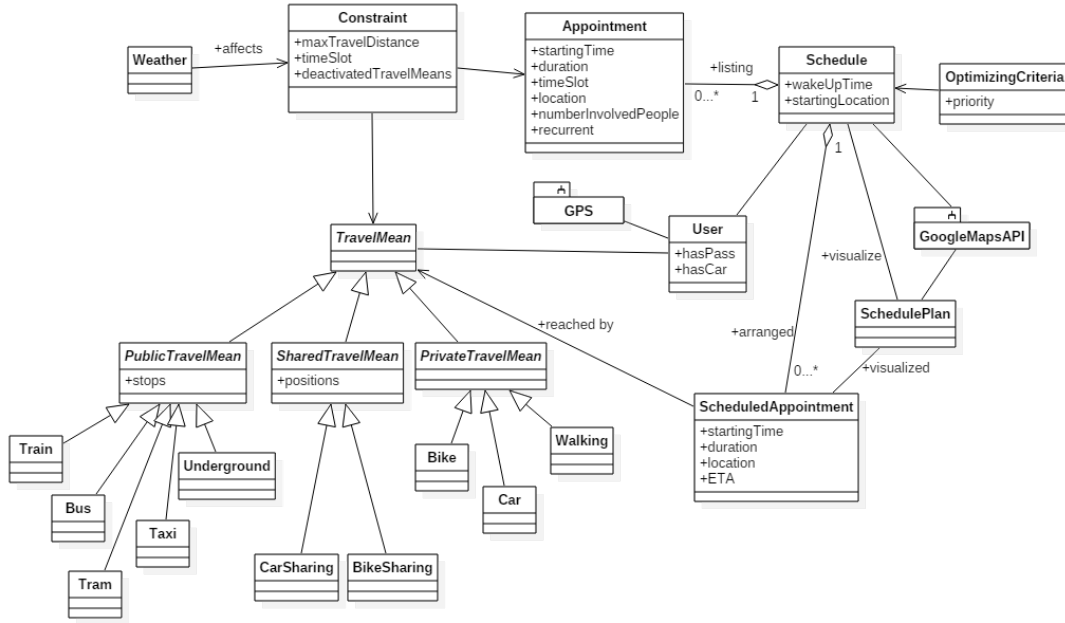 Constraint
+maxTravelDistance
+timeSlot
+deactivatedTravelMeans
Appointment
+startingTime
+duration
+timeSlot
+location
+numberInvolvedPeople
+recurrent
Weather
+affects
+listing
0...*
1
Schedule
+wakeUpTime
+startingLocation
OptimizingCriteria
+priority
1
GPS
User
+hasPass
+hasCar
GoogleMapsAPI
TravelMean
+visualize
SchedulePlan
+reached by
+arranged
+visualized
0...*
PublicTravelMean
+stops
SharedTravelMean
+positions
PrivateTravelMean
ScheduledAppointment
+startingTime
+duration
+location
+ETA
Train
Underground
Bike
Walking
Bus
Taxi
Car
Tram
CarSharing
BikeSharing